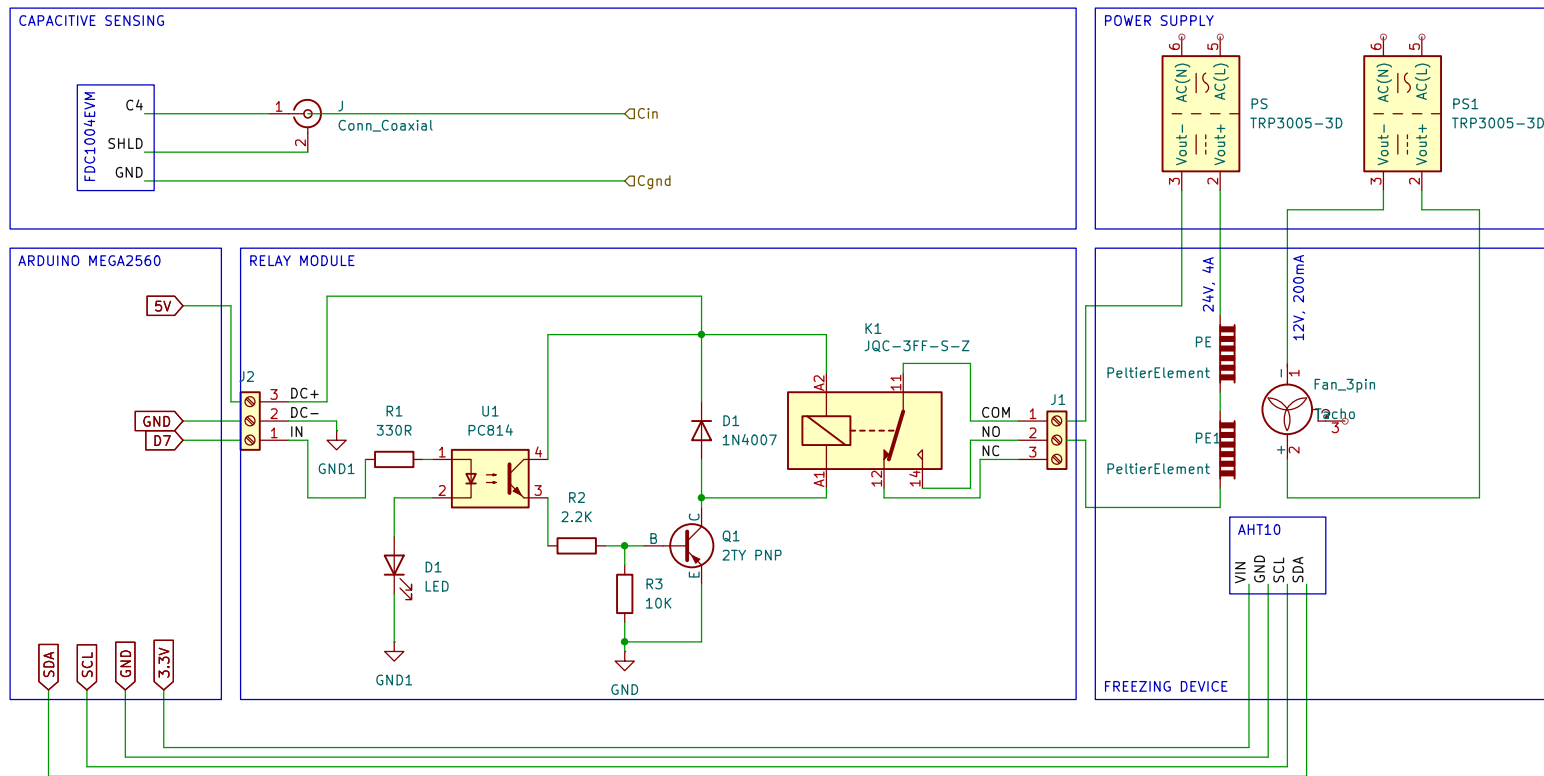 CAPACITIVE SENSING
FDC1004EVM
C4
SHLD
GND
1
2
J
Conn_Coaxial
Cin
Cgnd
POWER SUPPLY
6
5
AC(N)
AC(L)
Vout-
Vout+
3
2
PS
TRP3005-3D
6
5
AC(N)
AC(L)
Vout-
Vout+
3
2
PS1
TRP3005-3D
ARDUINO MEGA2560
5V
GND
D7
SDA
SCL
GND
3.3V
RELAY MODULE
J2
3
DC+
2
DC-
1
IN
GND1
R1
330R
U1
PC814
1
2
4
3
D1
LED
GND1
R2
2.2K
R3
10K
GND
B
C
E
Q1
2TY PNP
D1
1N4007
K1
JQC-3FF-S-Z
A2
11
A1
12
14
COM
NO
NC
J1
1
2
3
FREEZING DEVICE
24V, 4A
12V, 200mA
PE
PeltierElement
PE1
PeltierElement
-
1
Fan_3pin
Tacho
3
+
2
AHT10
VIN
GND
SCL
SDA